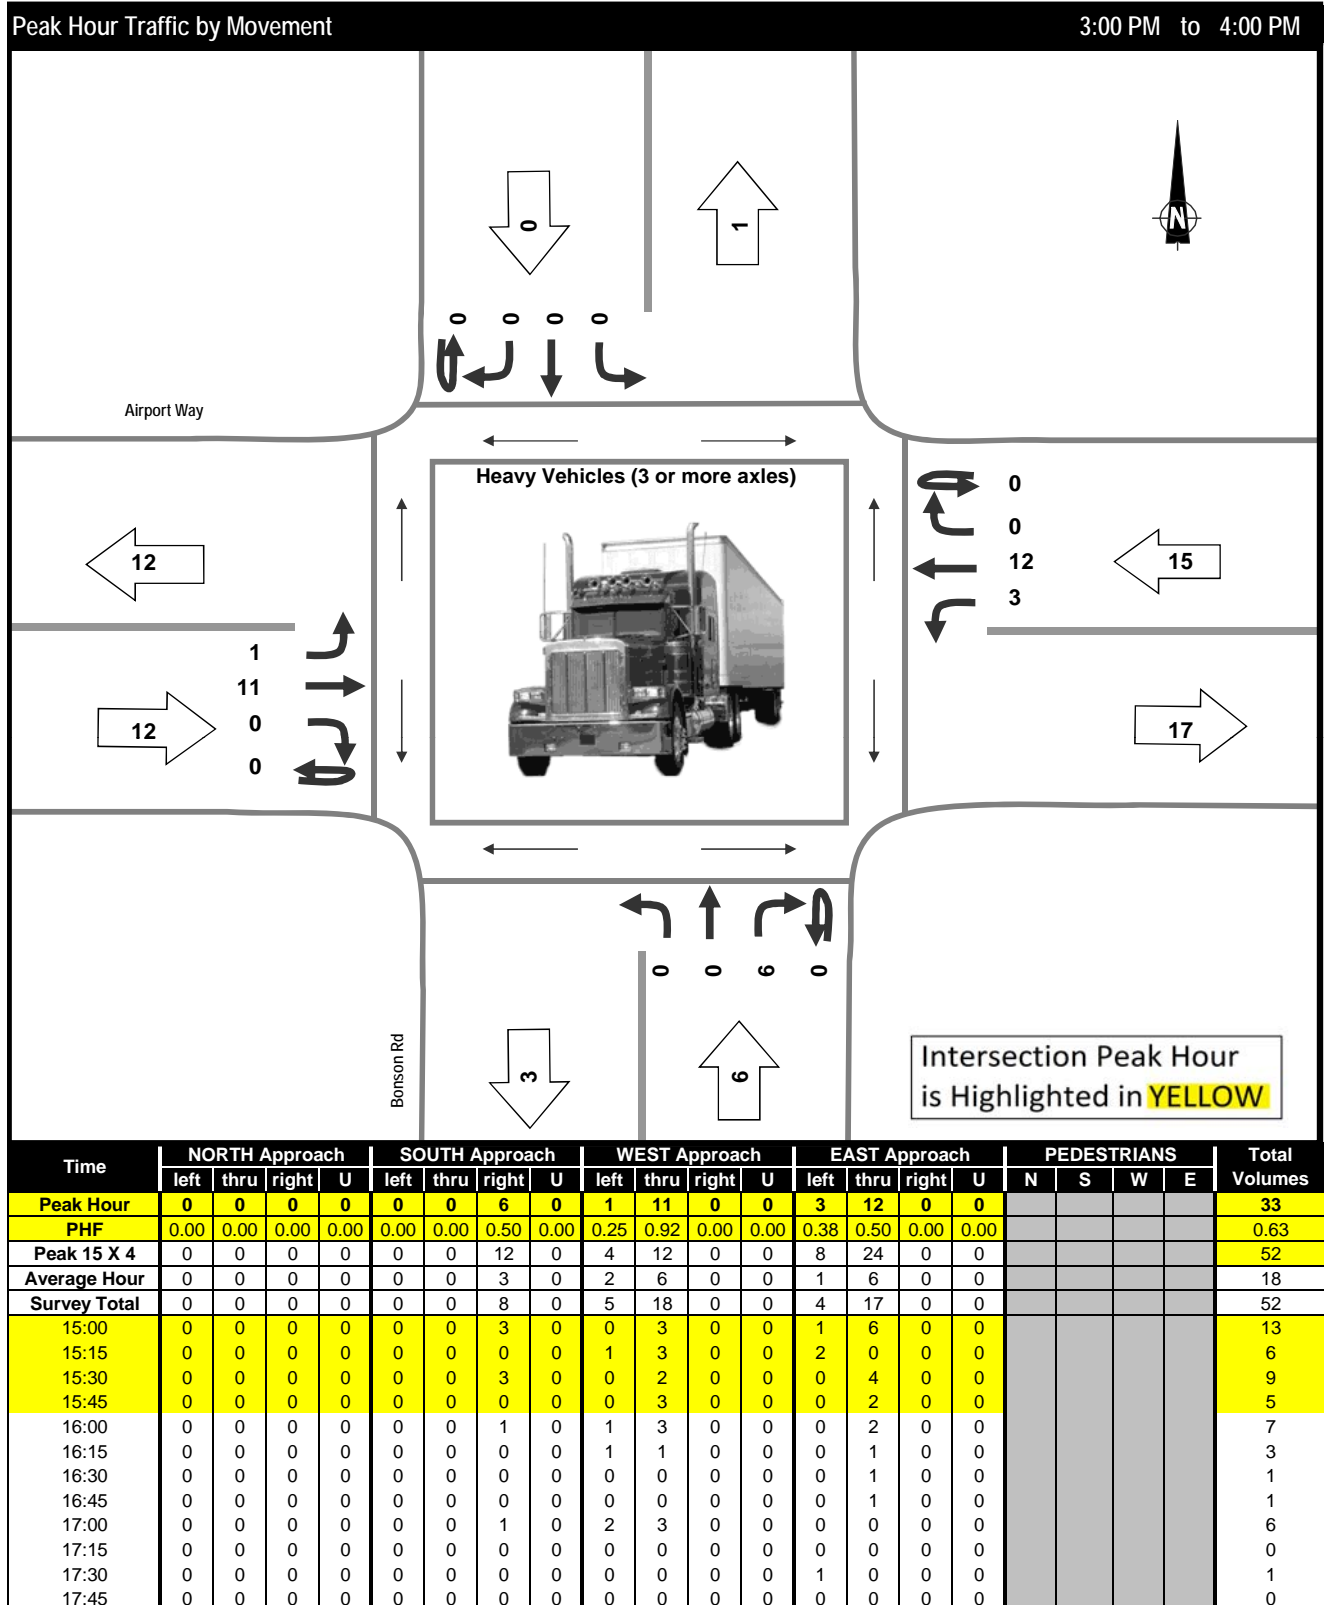 Peak Hour Traffic by Movement 3:00 PM to 4:00 PM
0 1
N
0 0 0 0
Airport Way
Heavy Vehicles (3 or more axles)
0
0
12 12 15
3
1
11
12 0 17
0
0 0 6 0
Bonson Rd
3 6
Intersection Peak Hour
is Highlighted in YELLOW
Time NORTH Approach SOUTH Approach WEST Approach EAST Approach PEDESTRIANS Total
left thru right U left thru right U left thru right U left thru right U N S W E Volumes
Peak Hour 0 0 0 0 0 0 6 0 1 11 0 0 3 12 0 0 33
PHF 0.00 0.00 0.00 0.00 0.00 0.00 0.50 0.00 0.25 0.92 0.00 0.00 0.38 0.50 0.00 0.00 0.63
Peak 15 X 4 0 0 0 0 0 0 12 0 4 12 0 0 8 24 0 0 52
Average Hour 0 0 0 0 0 0 3 0 2 6 0 0 1 6 0 0 18
Survey Total 0 0 0 0 0 0 8 0 5 18 0 0 4 17 0 0 52
15:00 0 0 0 0 0 0 3 0 0 3 0 0 1 6 0 0 13
15:15 0 0 0 0 0 0 0 0 1 3 0 0 2 0 0 0 6
15:30 0 0 0 0 0 0 3 0 0 2 0 0 0 4 0 0 9
15:45 0 0 0 0 0 0 0 0 0 3 0 0 0 2 0 0 5
16:00 0 0 0 0 0 0 1 0 1 3 0 0 0 2 0 0 7
16:15 0 0 0 0 0 0 0 0 1 1 0 0 0 1 0 0 3
16:30 0 0 0 0 0 0 0 0 0 0 0 0 0 1 0 0 1
16:45 0 0 0 0 0 0 0 0 0 0 0 0 0 1 0 0 1
17:00 0 0 0 0 0 0 1 0 2 3 0 0 0 0 0 0 6
17:15 0 0 0 0 0 0 0 0 0 0 0 0 0 0 0 0 0
17:30 0 0 0 0 0 0 0 0 0 0 0 0 1 0 0 0 1
17:45 0 0 0 0 0 0 0 0 0 0 0 0 0 0 0 0 0